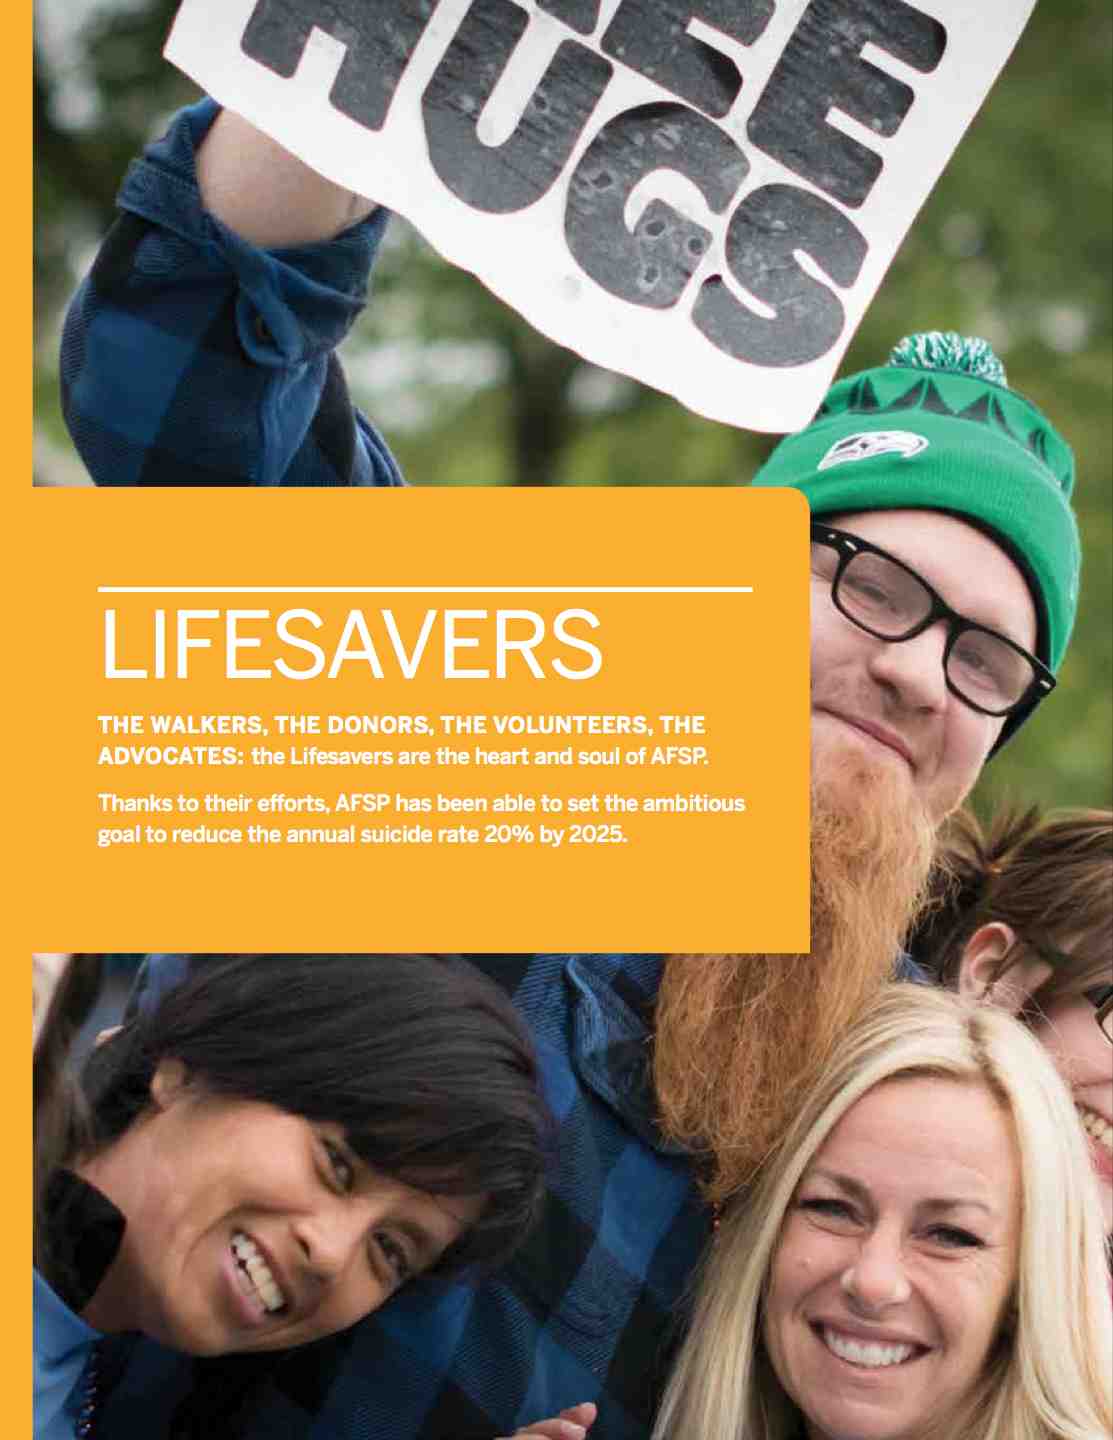 HUGS
LIFESAVERS
THE WALKERS, THE DONORS, THE VOLUNTEERS, THE
ADVOCATES: the Lifesavers are the heart and soul of AFSP.
Thanks to their efforts, AFSP has been able to set the ambitious
goal to reduce the annual suicide rate 20% by 2025.